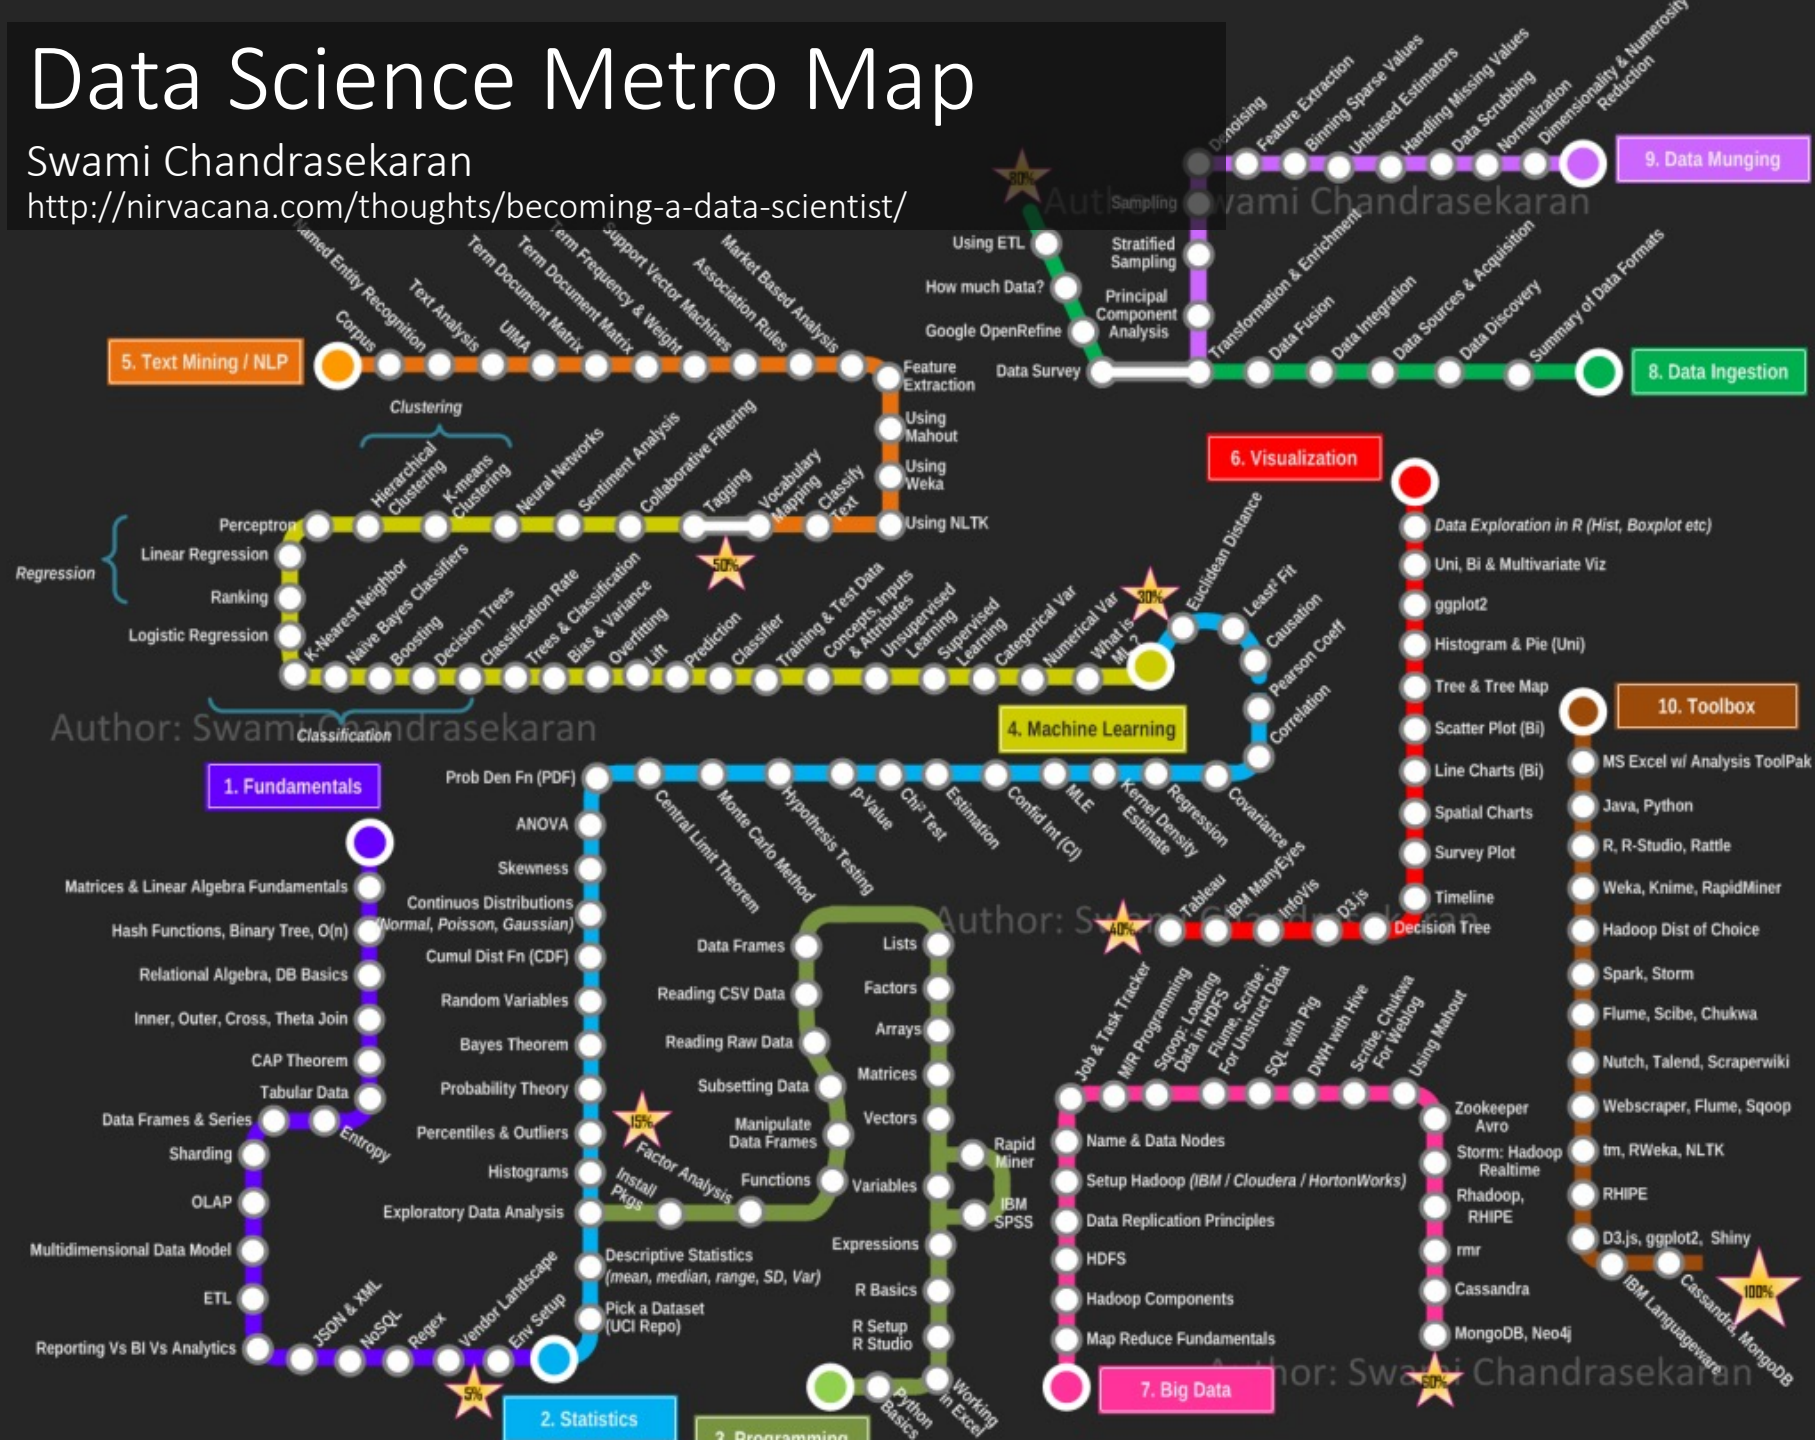 Data Science Metro Map
Swami Chandrasekaran
http://nirvacana.com/thoughts/becoming-a-data-scientist/
Denoising
Feature Extraction
Binning Sparse Values
Unbiased Estimators
Handling Missing Values
Data Scrubbing
Normalization
Dimensionality & Numerosity
Reduction
9. Data Munging
80%
Author: Swami Chandrasekaran
Sampling
Stratified
Sampling
Principal
Component
Analysis
Using ETL
How much Data?
Google OpenRefine
Data Survey
Transformation & Enrichment
Data Fusion
Data Integration
Data Sources & Acquisition
Data Discovery
Summary of Data Formats
8. Data Ingestion
5. Text Mining / NLP
Corpus
Named Entity Recognition
Text Analysis
UIMA
Term Document Matrix
Term Document Matrix
Term Frequency & Weight
Support Vector Machines
Association Rules
Market Based Analysis
Feature
Extraction
Using
Mahout
Using
Weka
Using NLTK
Classify
Text
Vocabulary
Mapping
50%
Tagging
Collaborative Filtering
Sentiment Analysis
Neural Networks
K-means
Clustering
Hierarchical
Clustering
Clustering
Perceptron
Linear Regression
Regression
Ranking
Logistic Regression
K-Nearest Neighbor
Naive Bayes Classifiers
Boosting
Decision Trees
Classification Rate
Trees & Classification
Bias & Variance
Overfitting
Lift
Prediction
Classifier
Training & Test Data
Concepts, Inputs
& Attributes
Unsupervised
Learning
Supervised
Learning
Categorical Var
Numerical Var
What is
ML?
30%
Classification
Author: Swami Chandrasekaran
4. Machine Learning
Euclidean Distance
Least² Fit
Causation
Pearson Coeff
Correlation
Covariance
Regression
Kernel Density
Estimate
MLE
Confid Int (CI)
Estimation
Chi² Test
p-Value
Hypothesis Testing
Monte Carlo Method
Central Limit Theorem
Prob Den Fn (PDF)
ANOVA
Skewness
Continuos Distributions
(Normal, Poisson, Gaussian)
Cumul Dist Fn (CDF)
Random Variables
Bayes Theorem
Probability Theory
Percentiles & Outliers
Histograms
Exploratory Data Analysis
Descriptive Statistics
(mean, median, range, SD, Var)
Pick a Dataset
(UCI Repo)
2. Statistics
1. Fundamentals
Matrices & Linear Algebra Fundamentals
Hash Functions, Binary Tree, O(n)
Relational Algebra, DB Basics
Inner, Outer, Cross, Theta Join
CAP Theorem
Tabular Data
Entropy
Data Frames & Series
Sharding
OLAP
Multidimensional Data Model
ETL
Reporting Vs BI Vs Analytics
JSON & XML
NoSQL
Regex
Vendor Landscape
Env Setup
5%
15%
Install
Pkgs
Factor Analysis
Functions
Manipulate
Data Frames
Subsetting Data
Reading Raw Data
Reading CSV Data
Data Frames
Lists
Factors
Arrays
Matrices
Vectors
Rapid
Miner
Variables
IBM
SPSS
Expressions
R Basics
R Setup
R Studio
Working
in Excel
Python
Basics
3. Programming
6. Visualization
Data Exploration in R (Hist, Boxplot etc)
Uni, Bi & Multivariate Viz
ggplot2
Histogram & Pie (Uni)
Tree & Tree Map
Scatter Plot (Bi)
Line Charts (Bi)
Spatial Charts
Survey Plot
Timeline
Decision Tree
D3.js
InfoVis
IBM ManyEyes
Tableau
40%
Author: Swami Chandrasekaran
Job & Task Tracker
M/R Programming
Sqoop: Loading
Data in HDFS
Flume, Scribe :
For Unstruct Data
SQL with Pig
DWH with Hive
Scribe, Chukwa
For Weblog
Using Mahout
Zookeeper
Avro
Storm: Hadoop
Realtime
Rhadoop,
RHIPE
rmr
Cassandra
MongoDB, Neo4j
60%
Name & Data Nodes
Setup Hadoop (IBM / Cloudera / HortonWorks)
Data Replication Principles
HDFS
Hadoop Components
Map Reduce Fundamentals
7. Big Data
Author: Swami Chandrasekaran
10. Toolbox
MS Excel w/ Analysis ToolPak
Java, Python
R, R-Studio, Rattle
Weka, Knime, RapidMiner
Hadoop Dist of Choice
Spark, Storm
Flume, Scibe, Chukwa
Nutch, Talend, Scraperwiki
Webscraper, Flume, Sqoop
tm, RWeka, NLTK
RHIPE
D3.js, ggplot2, Shiny
IBM Languageware
Cassandra, MongoDB
100%